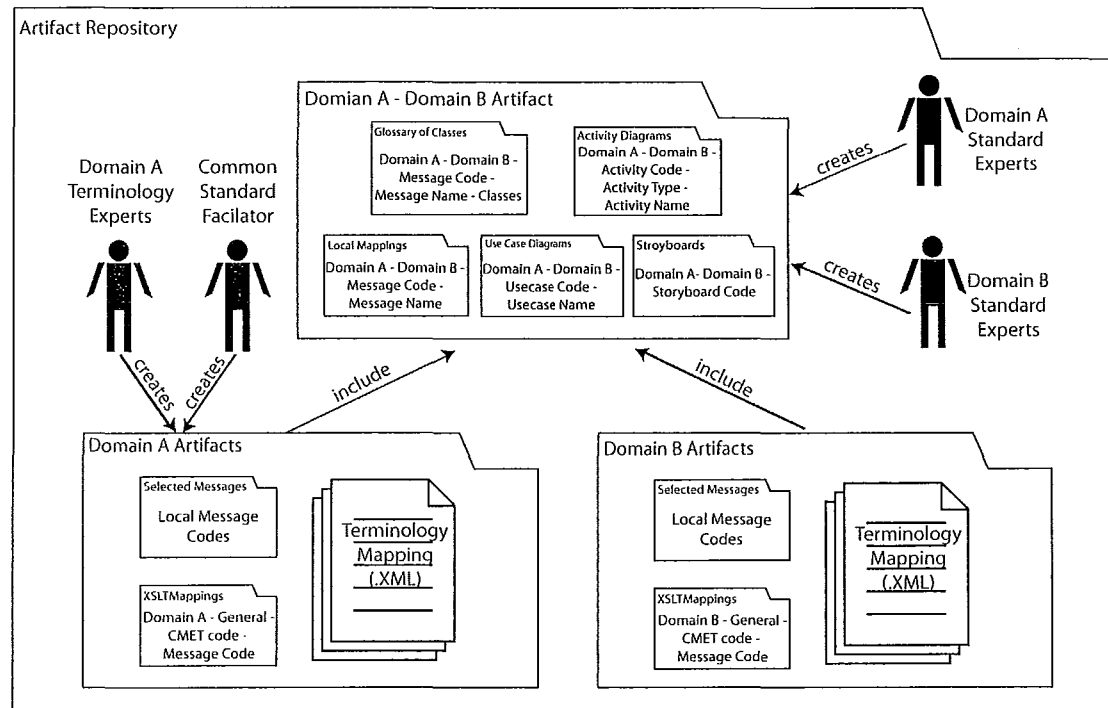 Artifact Repository
Domian A - Domain B Artifact
Glossary of Classes
Domain A - Domain B -
Message Code -
Message Name - Classes
Activity Diagrams
Domain A - Domain B -
Activity Code -
Activity Type -
Activity Name
Local Mappings
Domain A - Domain B -
Message Code -
Message Name
Use Case Diagrams
Domain A - Domain B -
Usecase Code -
Usecase Name
Stroyboards
Domain A- Domain B -
Storyboard Code
Domain A
Standard
Experts
creates
Domain B
Standard
Experts
creates
Domain A
Terminology
Experts
Common
Standard
Facilator
creates
creates
include
include
Domain A Artifacts
Selected Messages
Local Message
Codes
XSLTMappings
Domain A - General -
CMET code -
Message Code
Terminology
Mapping
(.XML)
Domain B Artifacts
Selected Messages
Local Message
Codes
XSLTMappings
Domain B - General -
CMET code -
Message Code
Terminology
Mapping
(.XML)